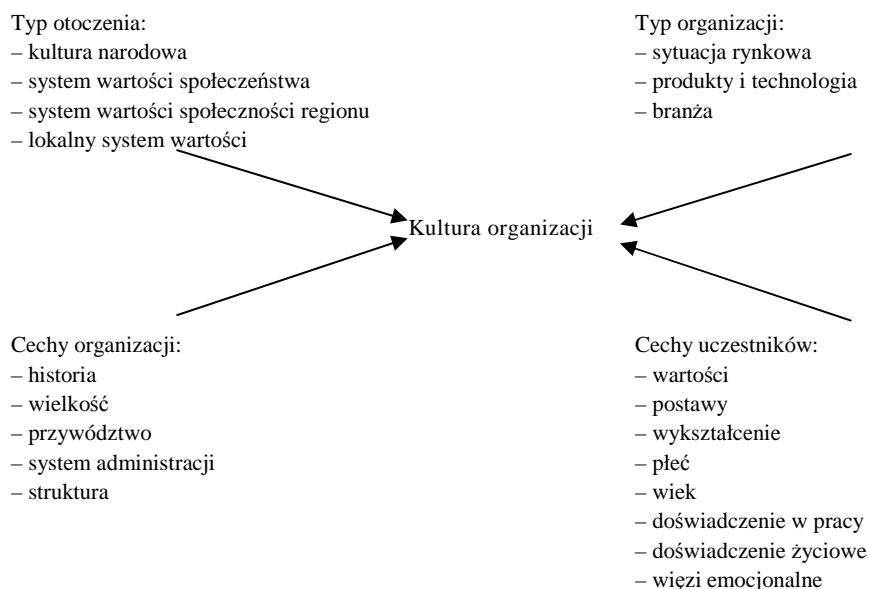 Typ otoczenia:
– kultura narodowa
– system wartości społeczeństwa
– system wartości społeczności regionu
– lokalny system wartości
Typ organizacji:
– sytuacja rynkowa
– produkty i technologia
– branża
Kultura organizacji
Cechy organizacji:
– historia
– wielkość
– przywództwo
– system administracji
– struktura
Cechy uczestników:
– wartości
– postawy
– wykształcenie
– płeć
– wiek
– doświadczenie w pracy
– doświadczenie życiowe
– więzi emocjonalne